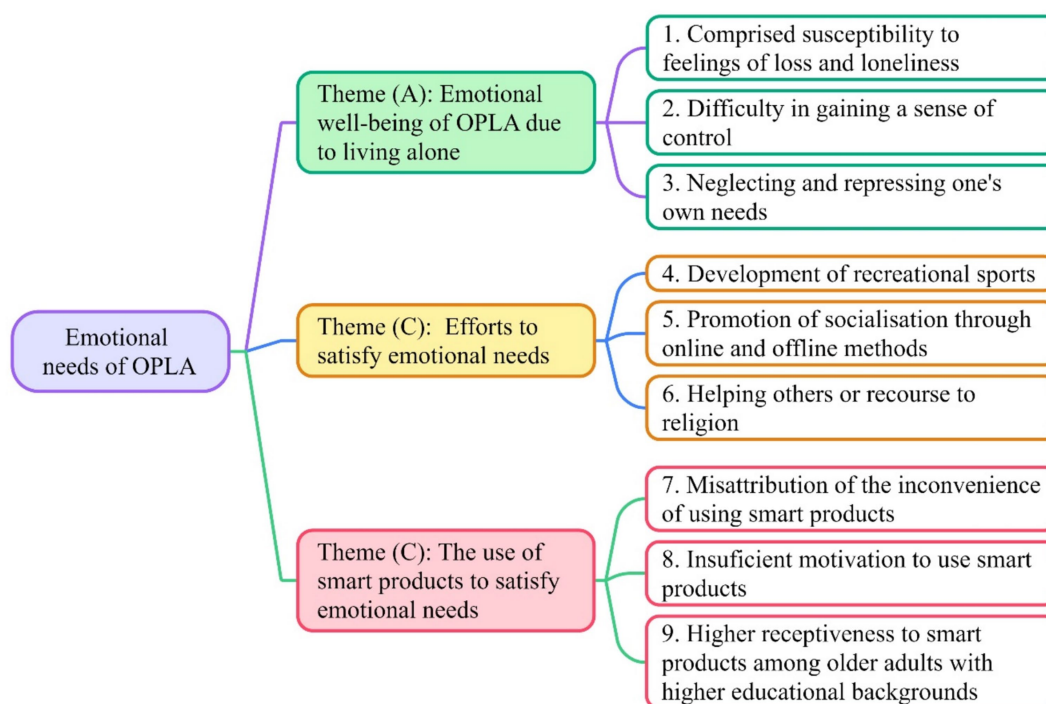 Emotional
needs of OPLA
Theme (A): Emotional
well-being of OPLA due
to living alone
1. Comprised susceptibility to
feelings of loss and loneliness
2. Difficulty in gaining a sense of
control
3. Neglecting and repressing one's
own needs
Theme (C):  Efforts to
satisfy emotional needs
4. Development of recreational sports
5. Promotion of socialisation through
online and offline methods
6. Helping others or recourse to
religion
Theme (C): The use of
smart products to satisfy
emotional needs
7. Misattribution of the inconvenience
of using smart products
8. Insuficient motivation to use smart
products
9. Higher receptiveness to smart
products among older adults with
higher educational backgrounds